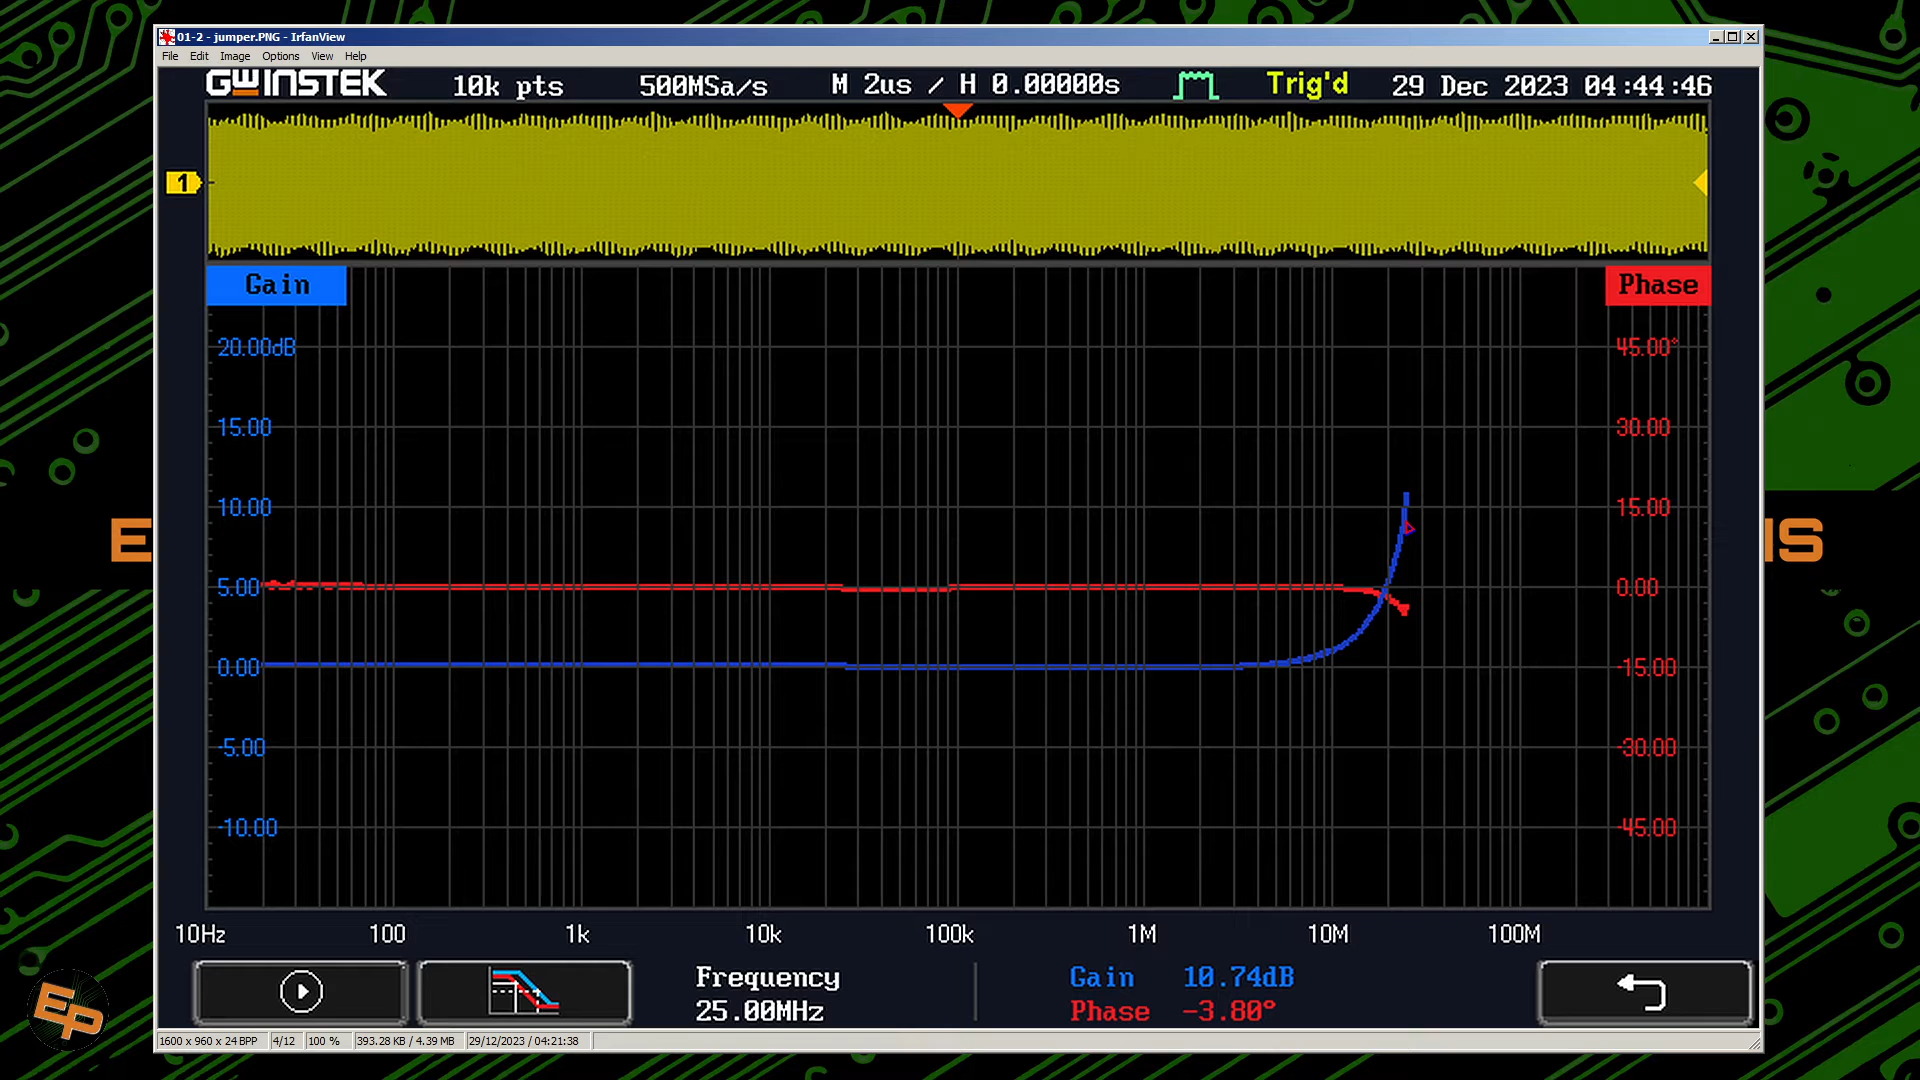 01-2 - jumper.PNG - IrfanView
File Edit Image Options View Help
GWINSTEK 10k pts 500MSa/s M 2us / H 0.00000s Trig'd 29 Dec 2023 04:44:46
1
Gain Phase
20.00dB 45.00°
15.00 30.00
10.00 15.00
E IS
5.00 0.00
0.00 -15.00
-5.00 -30.00
-10.00 -45.00
10Hz 100 1k 10k 100k 1M 10M 100M
Frequency Gain 10.74dB
25.00MHz Phase -3.80°
EP
1600 x 960 x 24 BPP 4/12 100 % 393.28 KB / 4.39 MB 29/12/2023 / 04:21:38